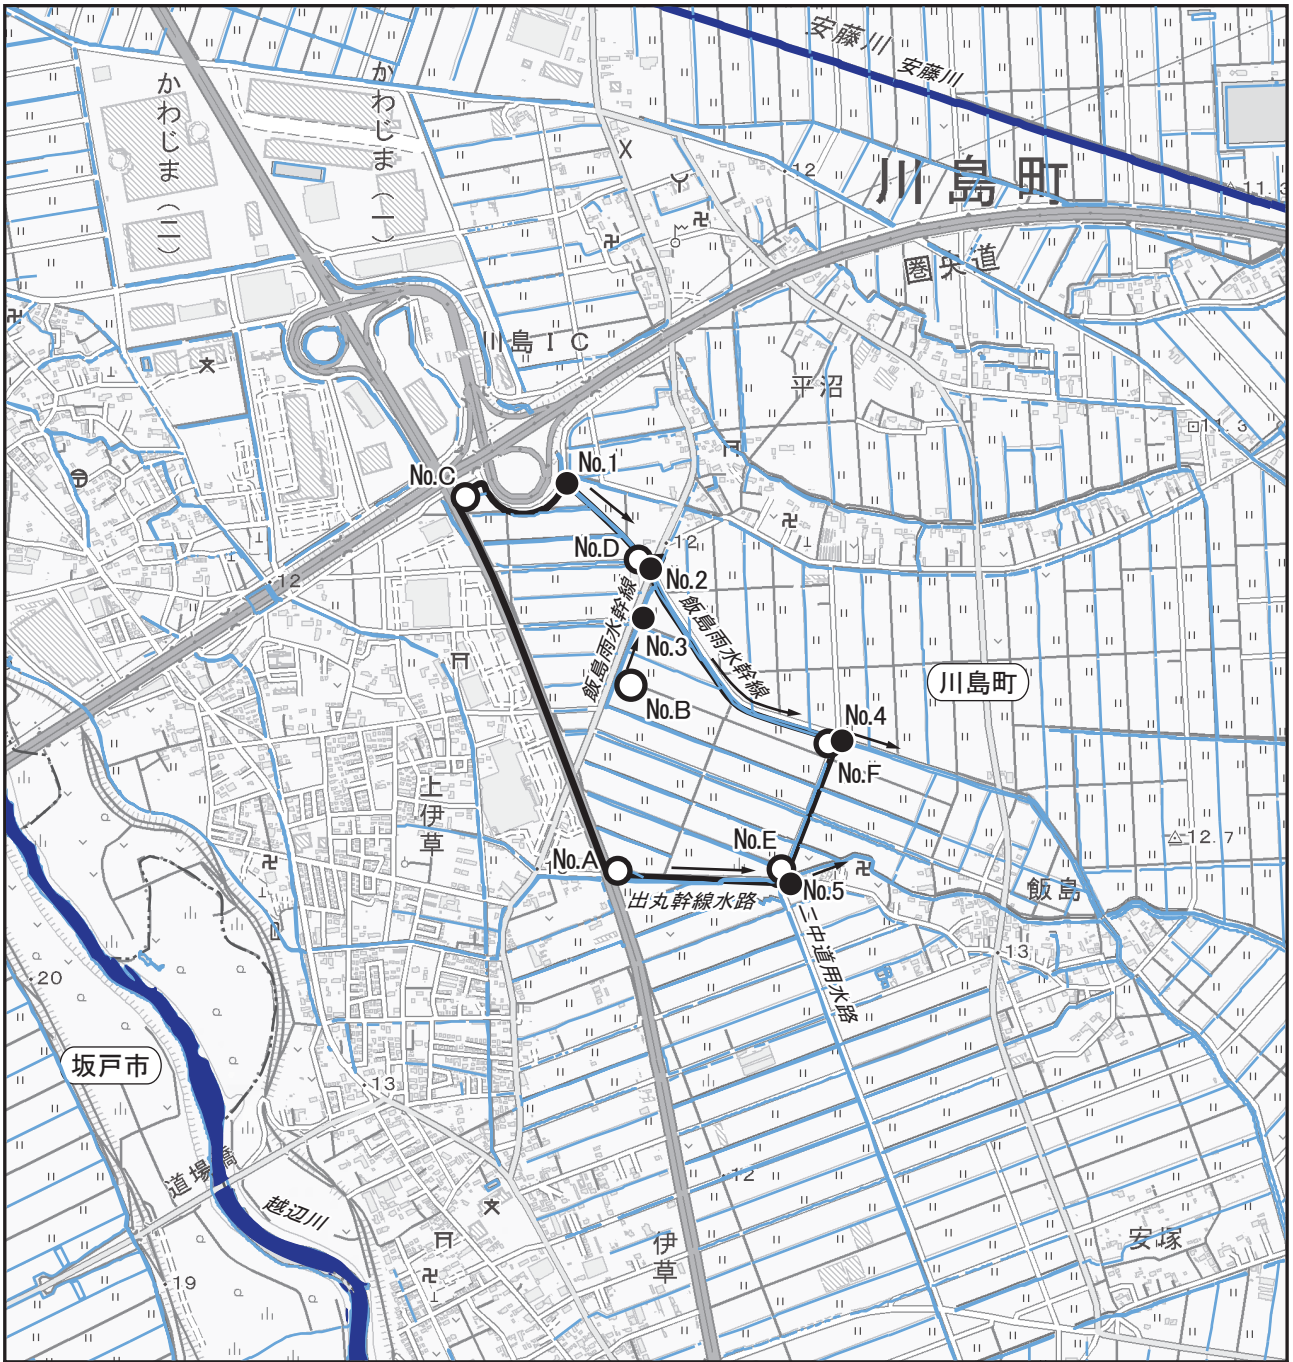 安藤川
安藤川
かわじま（二）
かわじま（一）
川島町
11.3
12
圏央道
川島IC
平沼
11.3
No.C
No.1
No.D
12
No.2
12
飯島雨水幹線
No.3
飯島雨水幹線
川島町
No.B
No.4
No.F
上伊草
12.7
No.E
No.A
No.5
出丸幹線水路
飯島
二中道用水路
13
20
坂戸市
13
道場橋
12
越辺川
伊草
安塚
19